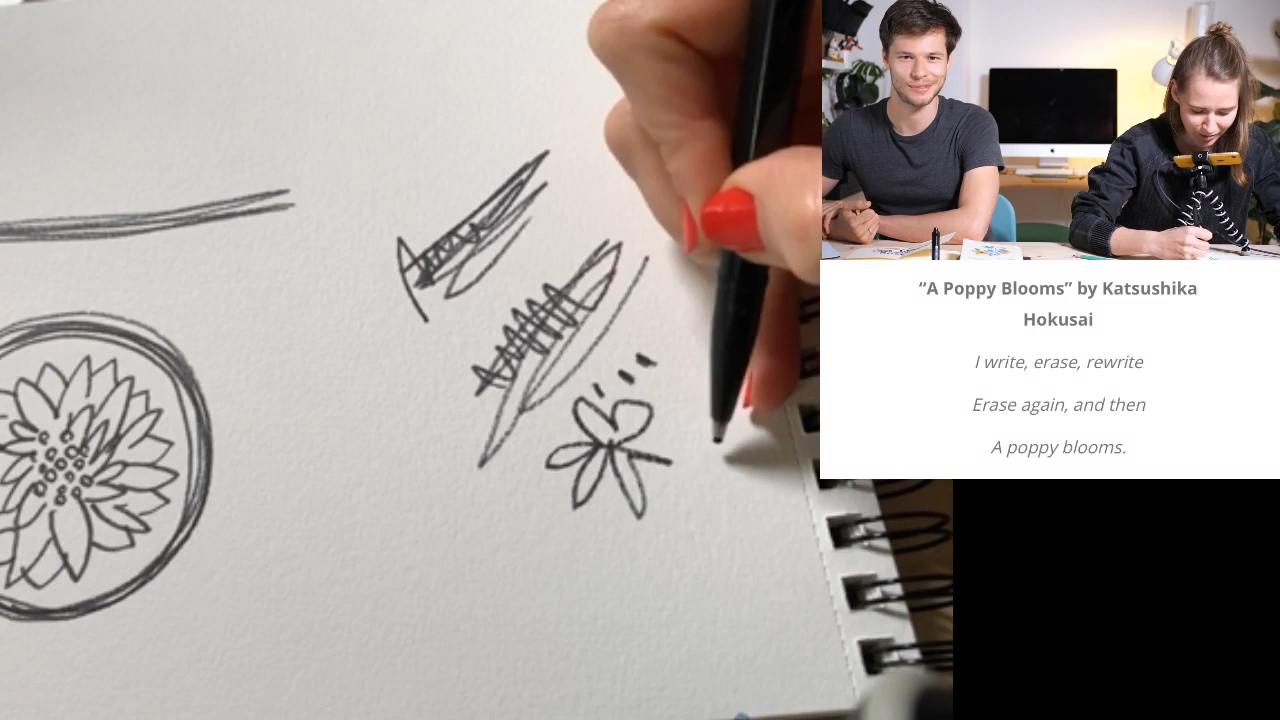 “A Poppy Blooms” by Katsushika
Hokusai
I write, erase, rewrite
Erase again, and then
A poppy blooms.